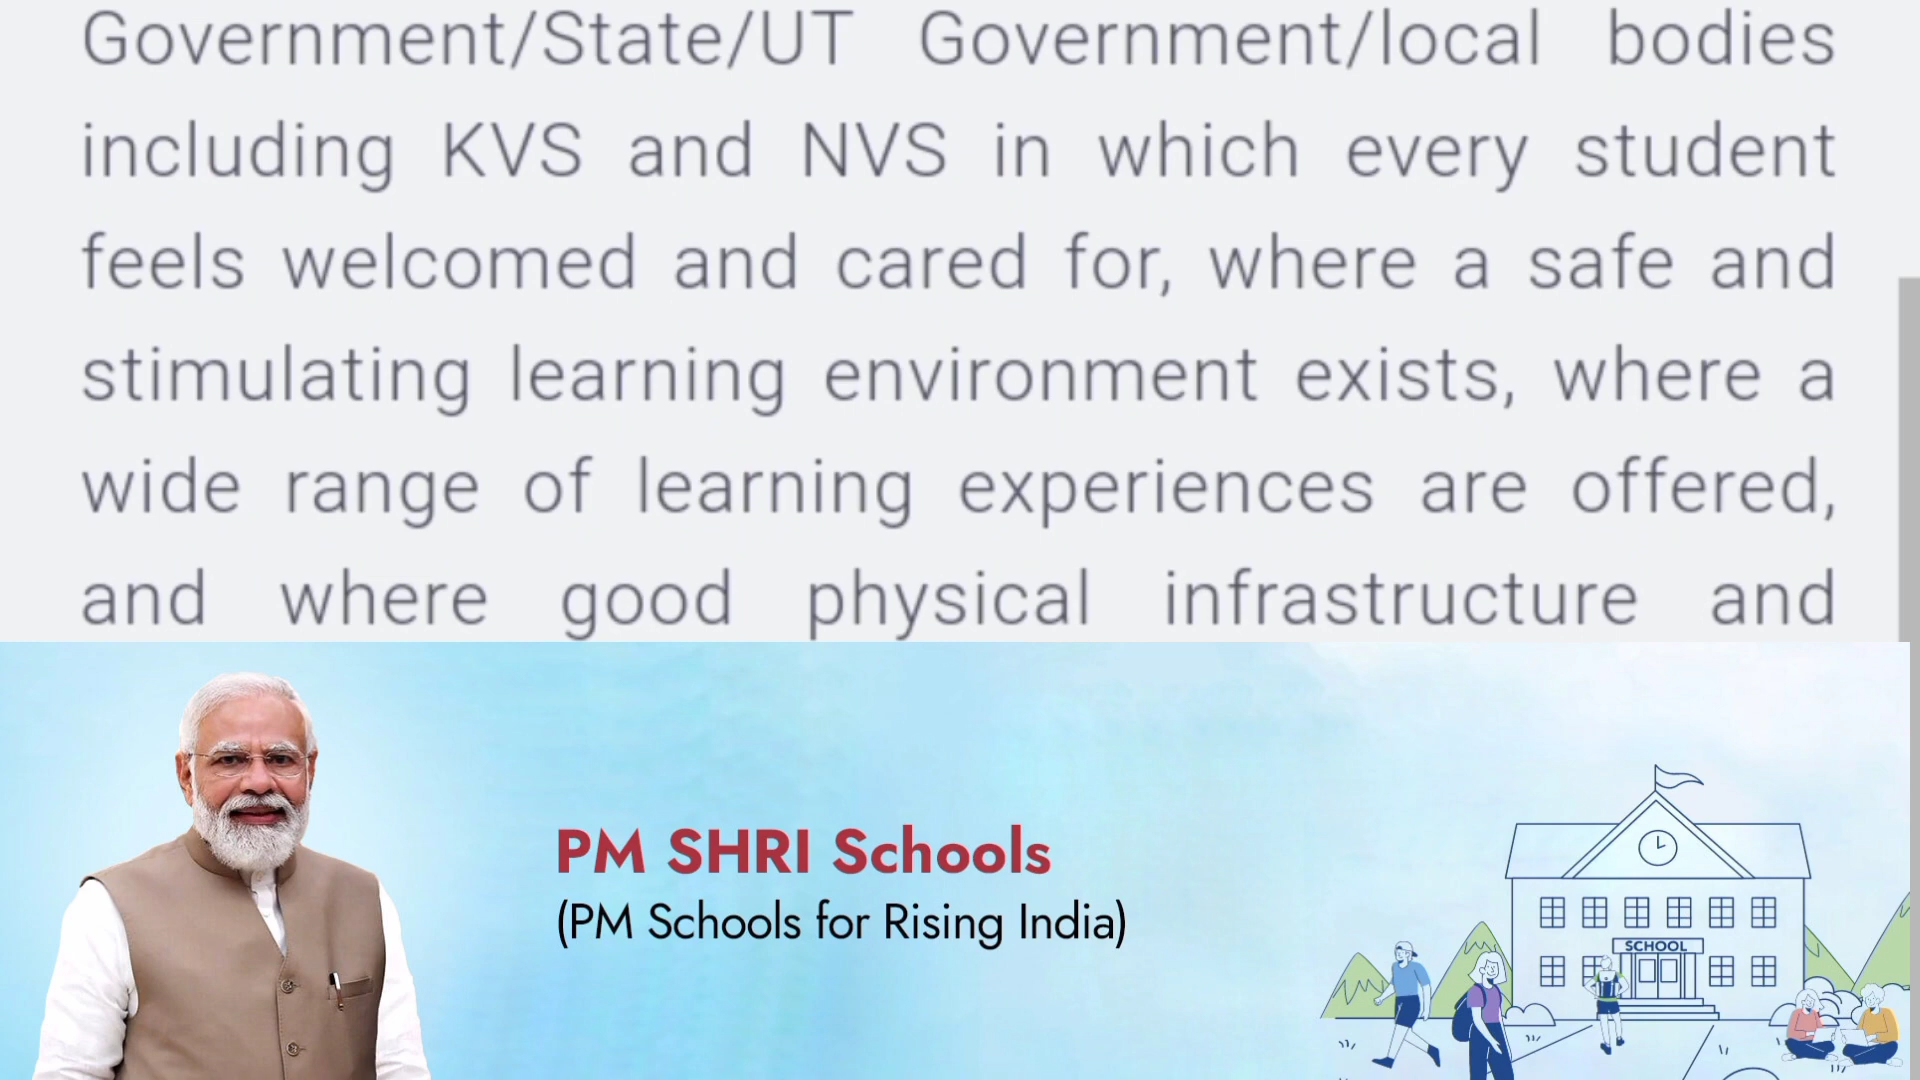 Government/State/UT Government/local bodies
including KVS and NVS in which every student
feels welcomed and cared for, where a safe and
stimulating learning environment exists, where a
wide range of learning experiences are offered,
and where good physical infrastructure and
PM SHRI Schools
(PM Schools for Rising India)
SCHOOL